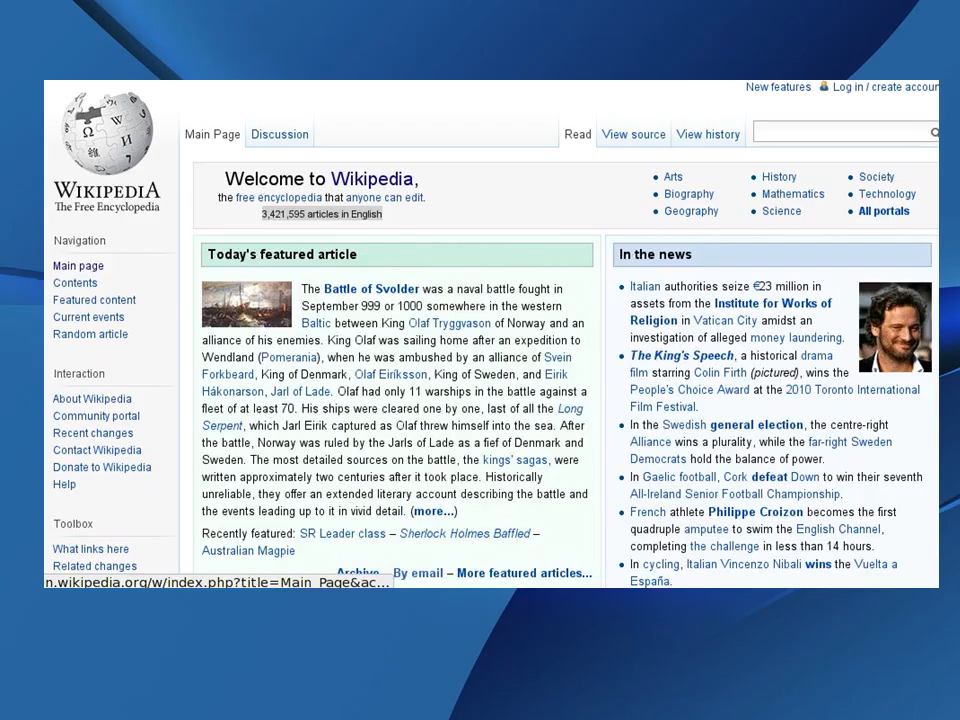 New features Log in / create accoun
Main Page Discussion Read View source View history
WIKIPEDIA
The Free Encyclopedia
Navigation
Main page
Contents
Featured content
Current events
Random article
Interaction
About Wikipedia
Community portal
Recent changes
Contact Wikipedia
Donate to Wikipedia
Help
Toolbox
What links here
Related changes
n.wikipedia.org/w/index.php?title=Main_Page&ac...
Welcome to Wikipedia,
the free encyclopedia that anyone can edit.
3,421,595 articles in English
Arts
Biography
Geography
History
Mathematics
Science
Society
Technology
All portals
Today's featured article
The Battle of Svolder was a naval battle fought in
September 999 or 1000 somewhere in the western
Baltic between King Olaf Tryggvason of Norway and an
alliance of his enemies. King Olaf was sailing home after an expedition to
Wendland (Pomerania), when he was ambushed by an alliance of Svein
Forkbeard, King of Denmark, Olaf Eiríksson, King of Sweden, and Eirik
Hákonarson, Jarl of Lade. Olaf had only 11 warships in the battle against a
fleet of at least 70. His ships were cleared one by one, last of all the Long
Serpent, which Jarl Eirik captured as Olaf threw himself into the sea. After
the battle, Norway was ruled by the Jarls of Lade as a fief of Denmark and
Sweden. The most detailed sources on the battle, the kings' sagas, were
written approximately two centuries after it took place. Historically
unreliable, they offer an extended literary account describing the battle and
the events leading up to it in vivid detail. (more...)
Recently featured: SR Leader class – Sherlock Holmes Baffled –
Australian Magpie
Archive By email – More featured articles...
In the news
Italian authorities seize €23 million in
assets from the Institute for Works of
Religion in Vatican City amidst an
investigation of alleged money laundering.
The King's Speech, a historical drama
film starring Colin Firth (pictured), wins the
People's Choice Award at the 2010 Toronto International
Film Festival.
In the Swedish general election, the centre-right
Alliance wins a plurality, while the far-right Sweden
Democrats hold the balance of power.
In Gaelic football, Cork defeat Down to win their seventh
All-Ireland Senior Football Championship.
French athlete Philippe Croizon becomes the first
quadruple amputee to swim the English Channel,
completing the challenge in less than 14 hours.
In cycling, Italian Vincenzo Nibali wins the Vuelta a
España.